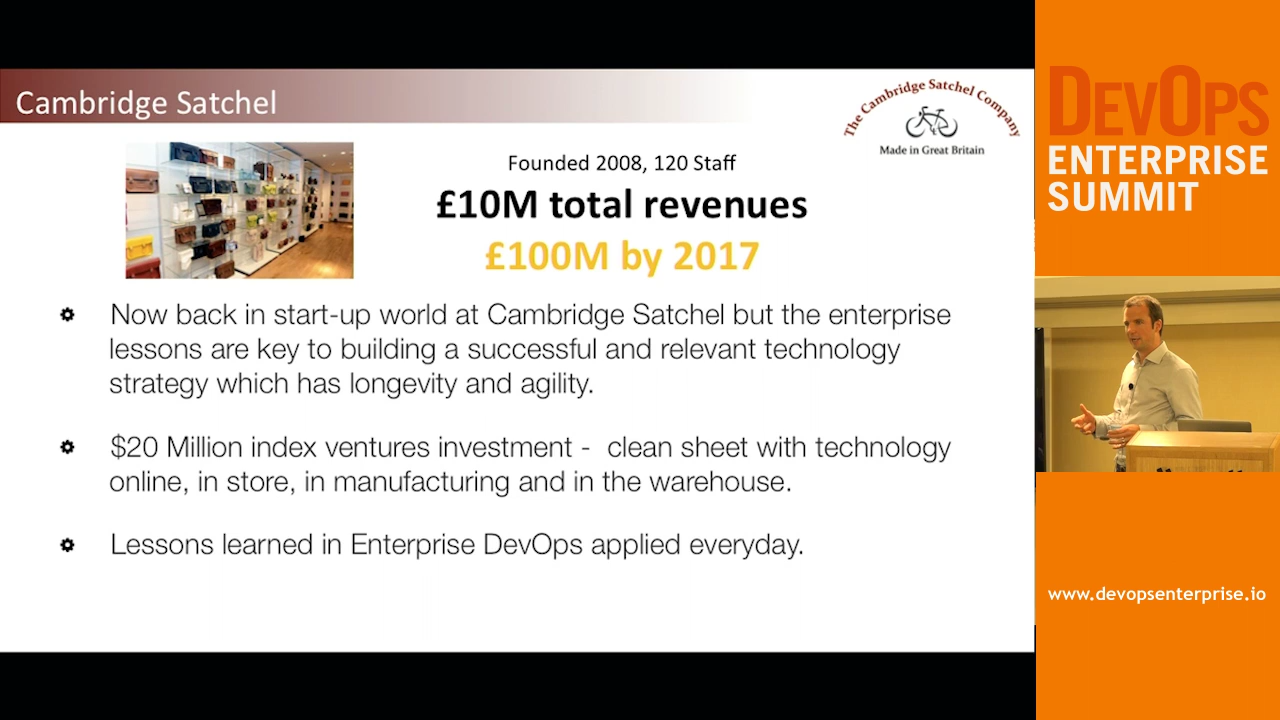 Cambridge Satchel
The Cambridge Satchel Company
Made in Great Britain
Founded 2008, 120 Staff
£10M total revenues
£100M by 2017
Now back in start-up world at Cambridge Satchel but the enterprise
lessons are key to building a successful and relevant technology
strategy which has longevity and agility.
$20 Million index ventures investment -  clean sheet with technology
online, in store, in manufacturing and in the warehouse.
Lessons learned in Enterprise DevOps applied everyday.
DEVOPS
ENTERPRISE
SUMMIT
www.devopsenterprise.io